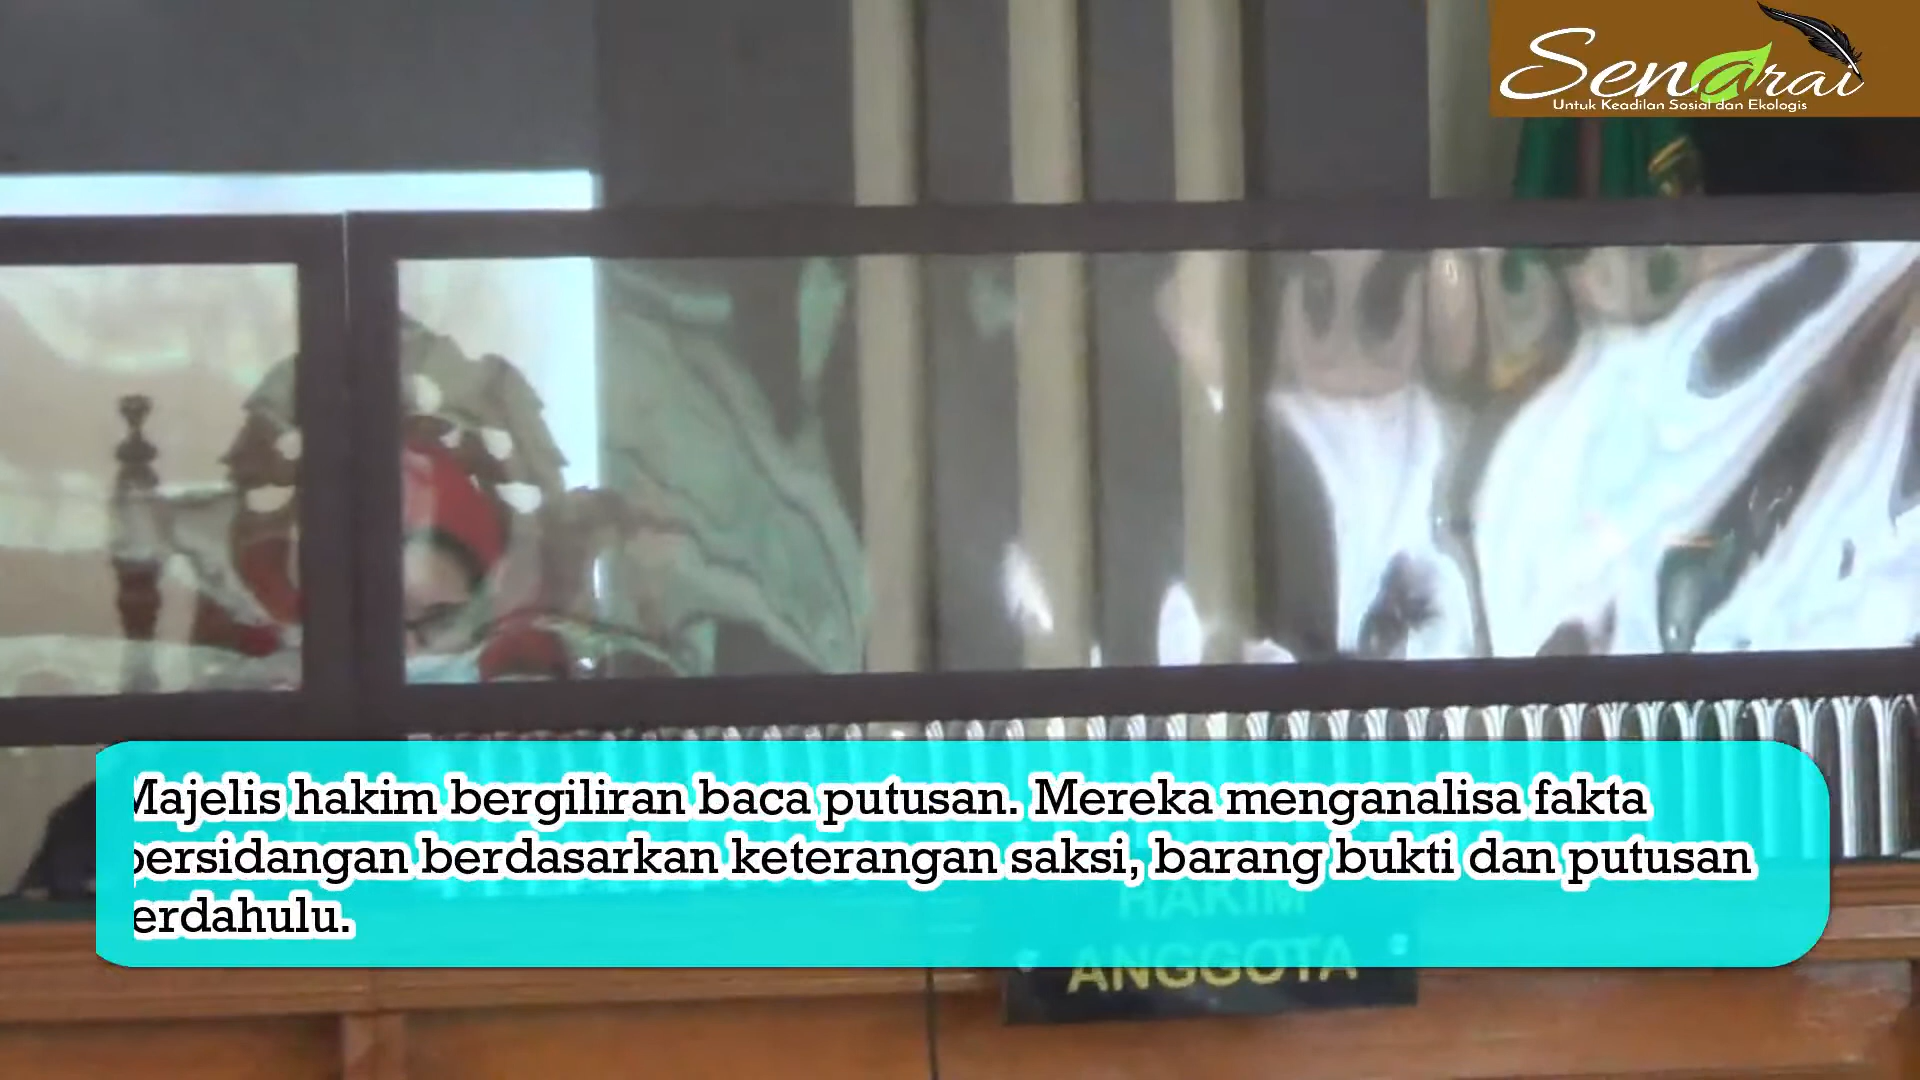 Senarai
Untuk Keadilan Sosial dan Ekologis
Majelis hakim bergiliran baca putusan. Mereka menganalisa fakta
persidangan berdasarkan keterangan saksi, barang bukti dan putusan
erdahulu.
HAKIM
ANGGOTA